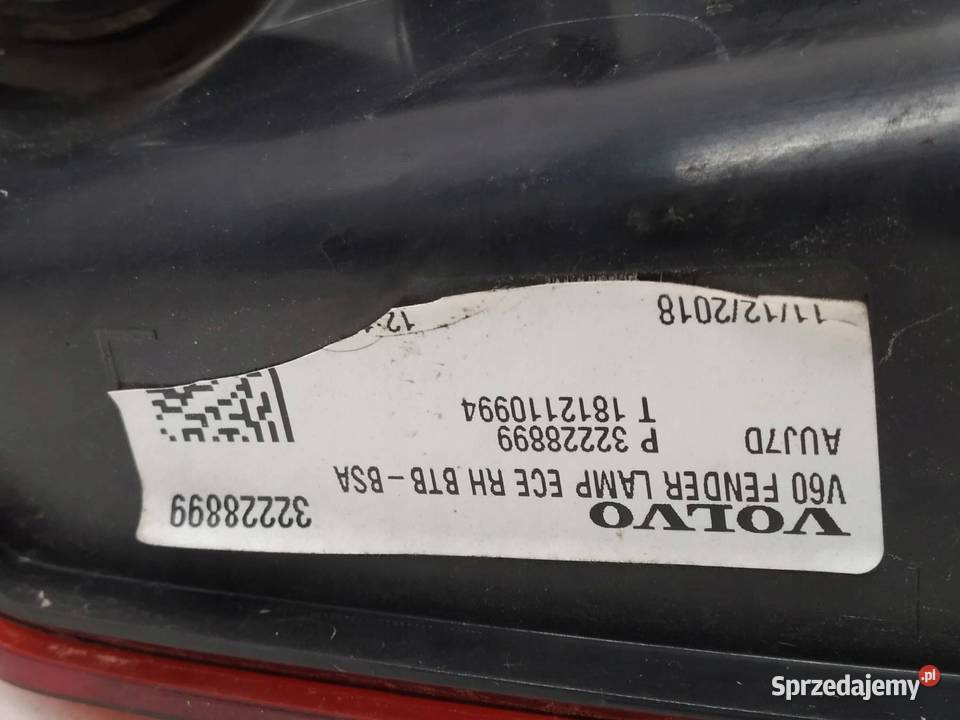 VOLVO
32228899
V60 FENDER LAMP ECE RH BTB-BSA
AUJ7D
P 32228899
T 1812110994
11/12/2018
Sprzedajemy.pl